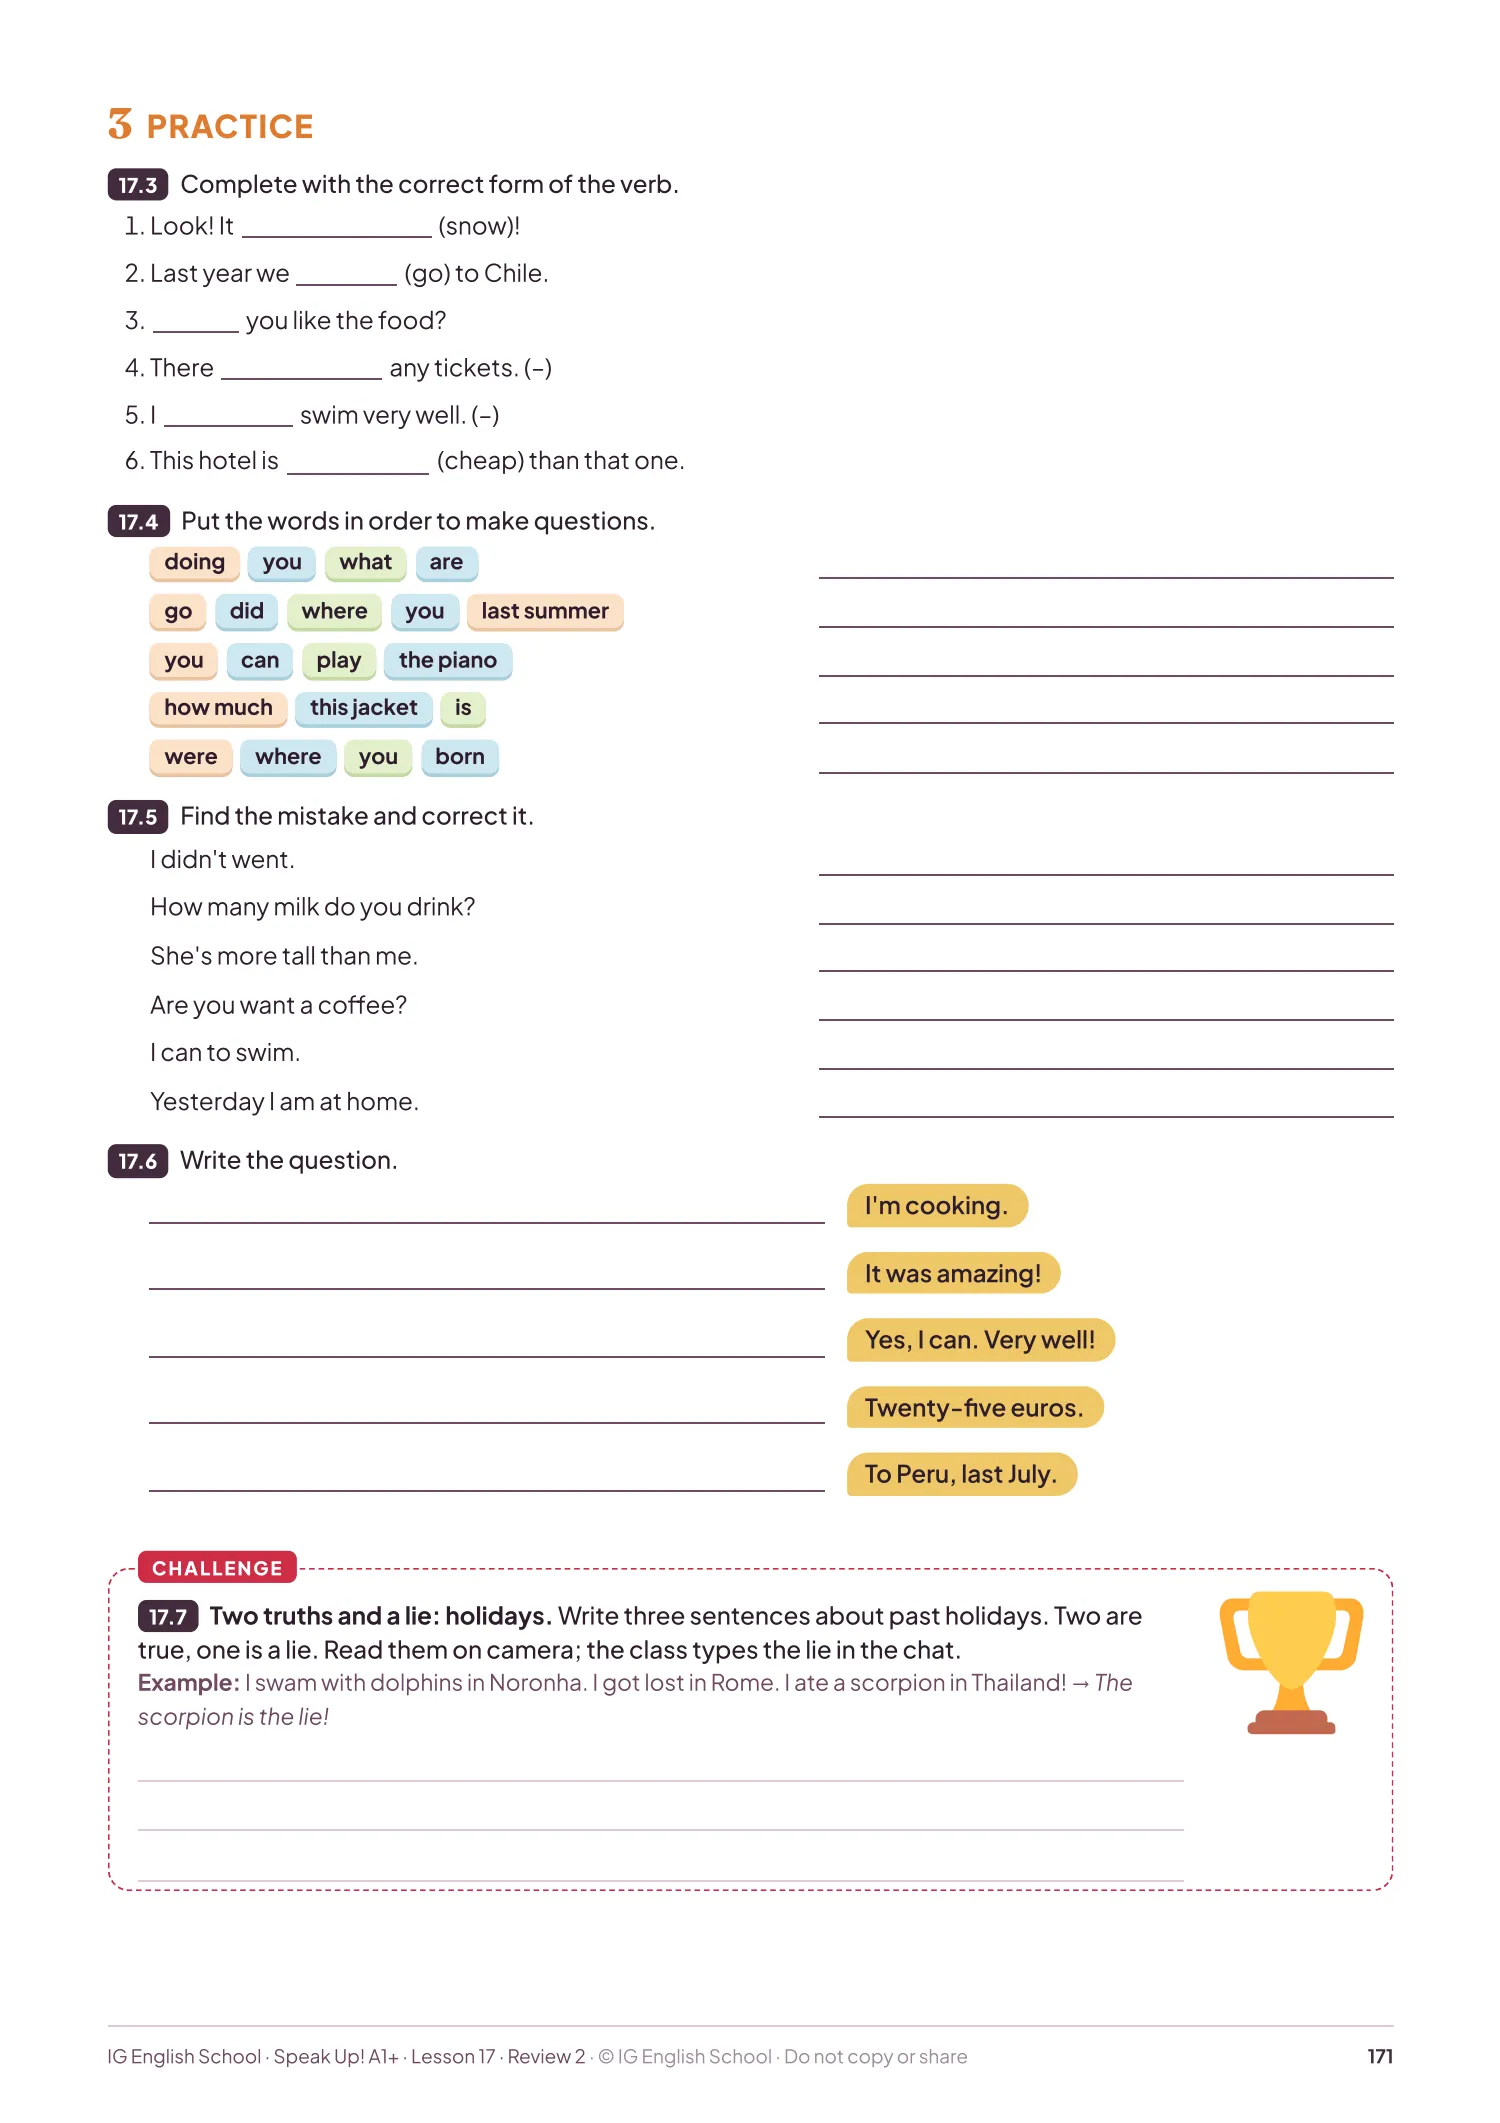 3 PRACTICE
17.3 Complete with the correct form of the verb.
1. Look! It ______________ (snow)!
2. Last year we ________ (go) to Chile.
3. _______ you like the food?
4. There ____________ any tickets. (–)
5. I __________ swim very well. (–)
6. This hotel is ___________ (cheap) than that one.
17.4 Put the words in order to make questions.
doing you what are
go did where you last summer
you can play the piano
how much this jacket is
were where you born
17.5 Find the mistake and correct it.
I didn't went.
How many milk do you drink?
She's more tall than me.
Are you want a coffee?
I can to swim.
Yesterday I am at home.
17.6 Write the question.
I'm cooking.
It was amazing!
Yes, I can. Very well!
Twenty-five euros.
To Peru, last July.
CHALLENGE
17.7 Two truths and a lie: holidays. Write three sentences about past holidays. Two are
true, one is a lie. Read them on camera; the class types the lie in the chat.
Example: I swam with dolphins in Noronha. I got lost in Rome. I ate a scorpion in Thailand! → The
scorpion is the lie!
IG English School · Speak Up! A1+ · Lesson 17 · Review 2 · © IG English School · Do not copy or share 171